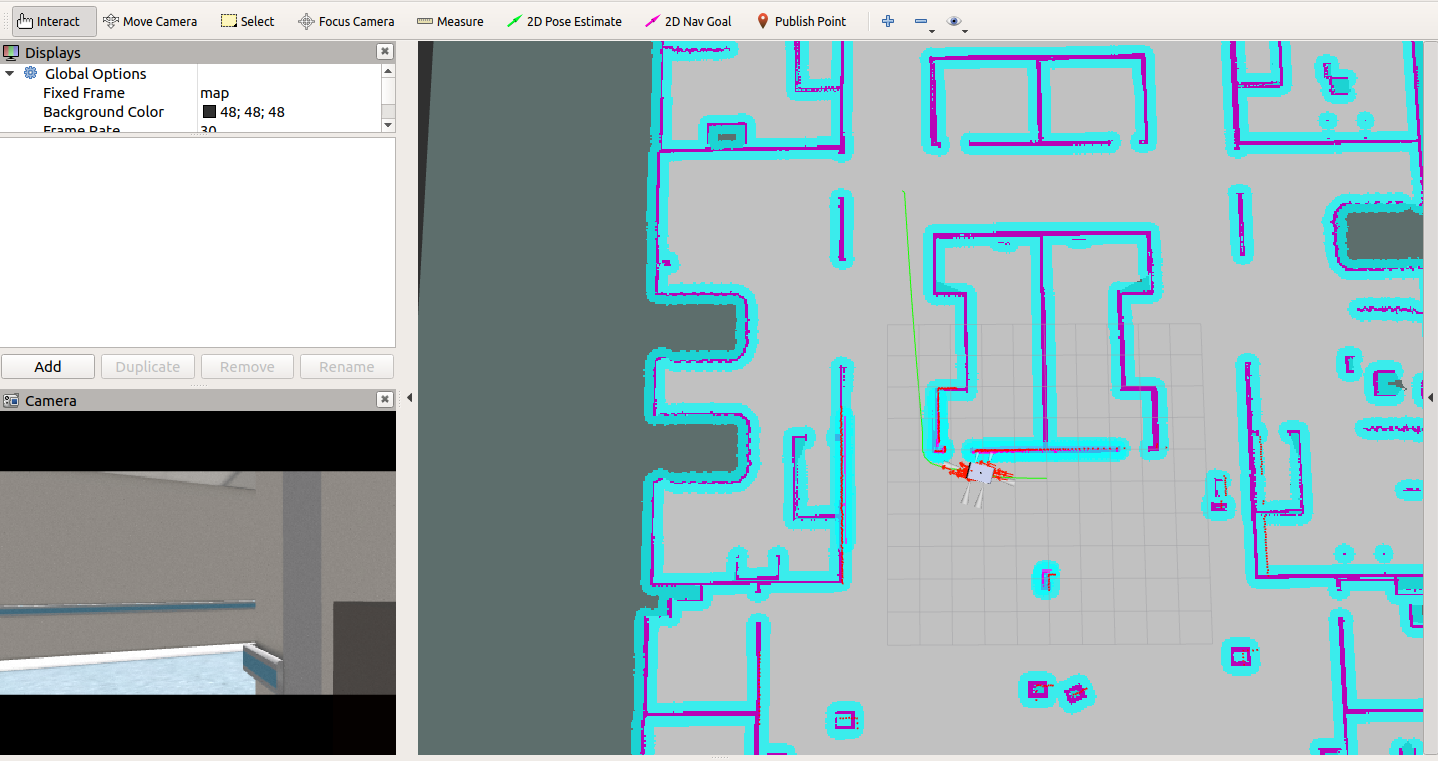 Interact Move Camera Select Focus Camera Measure 2D Pose Estimate 2D Nav Goal Publish Point
Displays
Global Options
Fixed Frame map
Background Color 48; 48; 48
Frame Rate 30
Add Duplicate Remove Rename
Camera